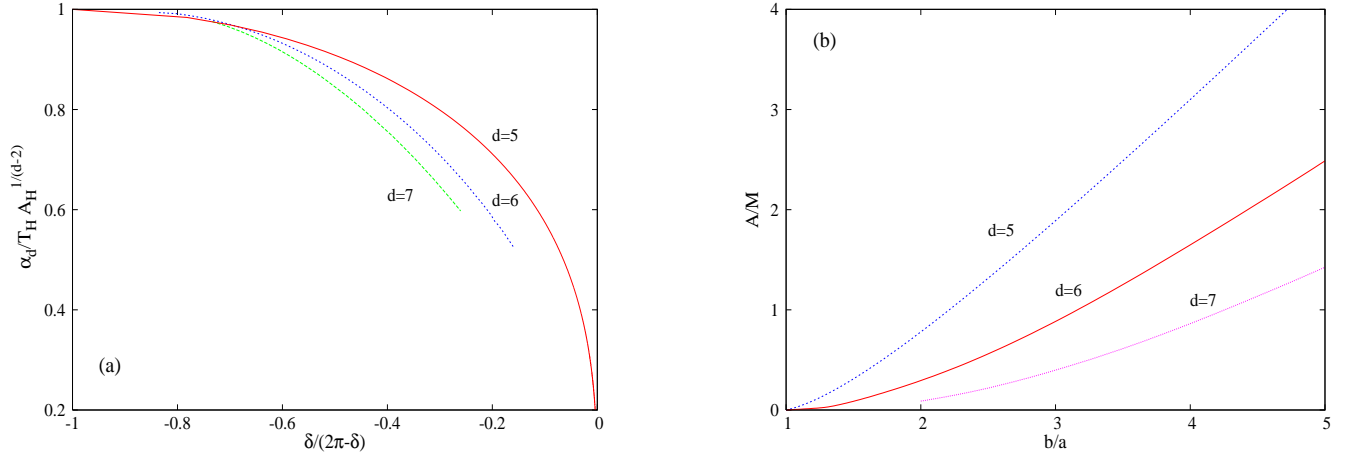 α_d/T_H A_H^{1/(d-2)}
1
0.8
0.6
0.4
0.2
-1
-0.8
-0.6
-0.4
-0.2
0
δ/(2π-δ)
d=5
d=6
d=7
(a)
A/M
4
3
2
1
0
1
2
3
4
5
b/a
(b)
d=5
d=6
d=7